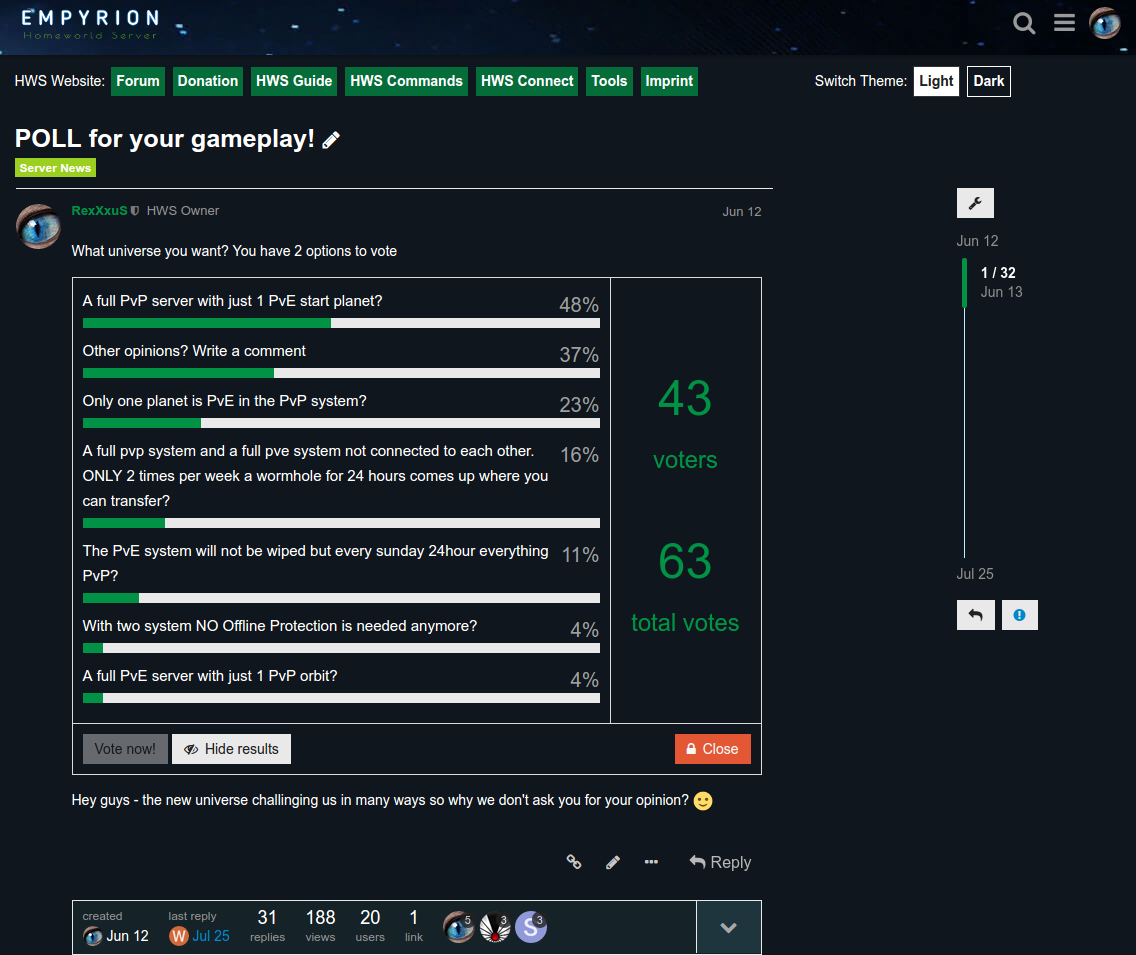 EMPYRION
Homeworld Server
HWS Website: Forum Donation HWS Guide HWS Commands HWS Connect Tools Imprint Switch Theme: Light Dark
POLL for your gameplay!
Server News
RexXxuS HWS Owner Jun 12
What universe you want? You have 2 options to vote
A full PvP server with just 1 PvE start planet? 48%
Other opinions? Write a comment 37%
Only one planet is PvE in the PvP system? 23%
A full pvp system and a full pve system not connected to each other. 16%
ONLY 2 times per week a wormhole for 24 hours comes up where you
can transfer?
The PvE system will not be wiped but every sunday 24hour everything 11%
PvP?
With two system NO Offline Protection is needed anymore? 4%
A full PvE server with just 1 PvP orbit? 4%
43
voters
63
total votes
Vote now! Hide results Close
Hey guys - the new universe challinging us in many ways so why we don't ask you for your opinion?
Reply
created last reply 31 188 20 1 5 3 S 3
Jun 12 W Jul 25 replies views users link
Jun 12
1 / 32
Jun 13
Jul 25